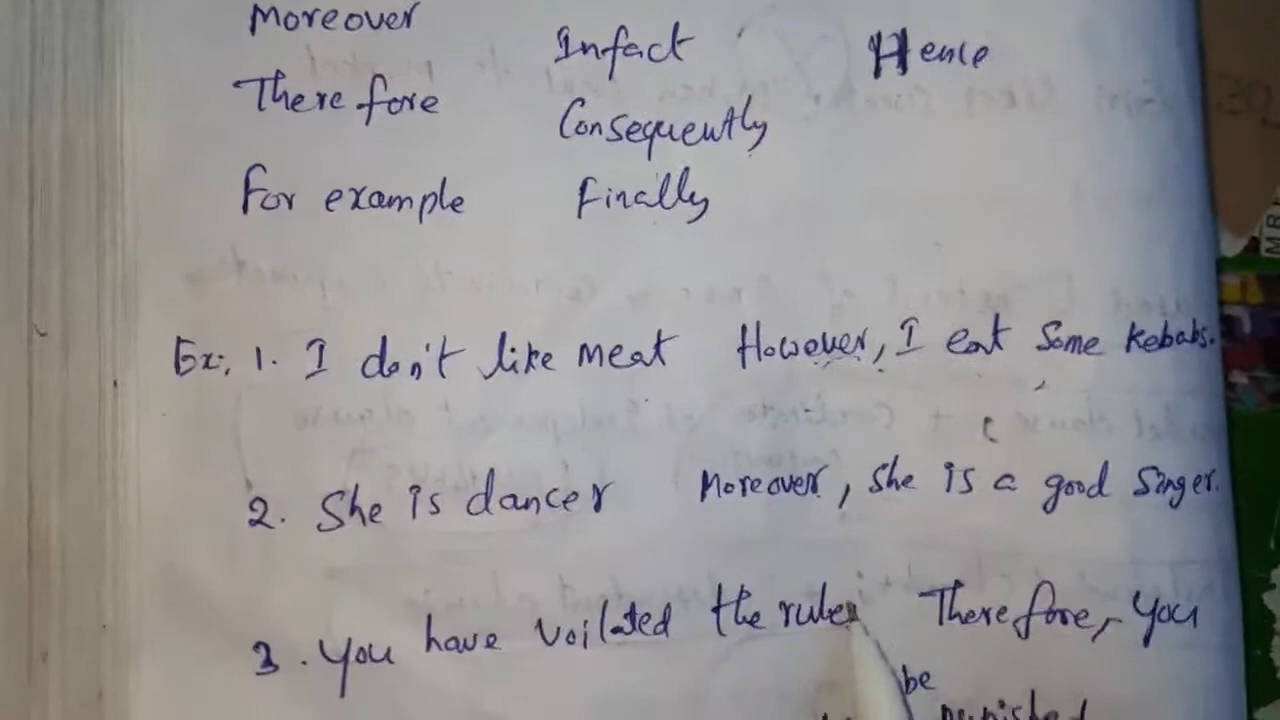 Moreover Infact Hence
Therefore Consequently
For example Finally
Ex: 1. I don't like meat However, I eat some kebabs.
2. She is dancer Moreover, she is a good singer.
3. You have voilated the rules Therefore, you
be punished